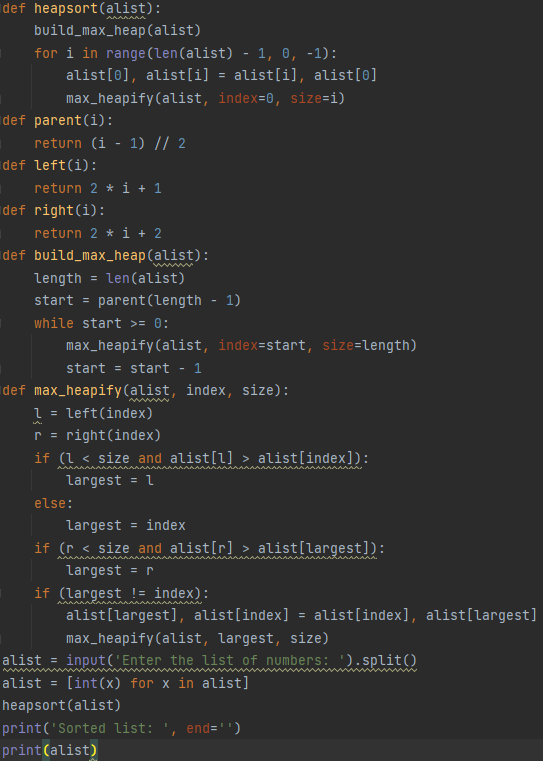 def heapsort(alist):
    build_max_heap(alist)
    for i in range(len(alist) - 1, 0, -1):
        alist[0], alist[i] = alist[i], alist[0]
        max_heapify(alist, index=0, size=i)
def parent(i):
    return (i - 1) // 2
def left(i):
    return 2 * i + 1
def right(i):
    return 2 * i + 2
def build_max_heap(alist):
    length = len(alist)
    start = parent(length - 1)
    while start >= 0:
        max_heapify(alist, index=start, size=length)
        start = start - 1
def max_heapify(alist, index, size):
    l = left(index)
    r = right(index)
    if (l < size and alist[l] > alist[index]):
        largest = l
    else:
        largest = index
    if (r < size and alist[r] > alist[largest]):
        largest = r
    if (largest != index):
        alist[largest], alist[index] = alist[index], alist[largest]
        max_heapify(alist, largest, size)
alist = input('Enter the list of numbers: ').split()
alist = [int(x) for x in alist]
heapsort(alist)
print('Sorted list: ', end='')
print(alist)